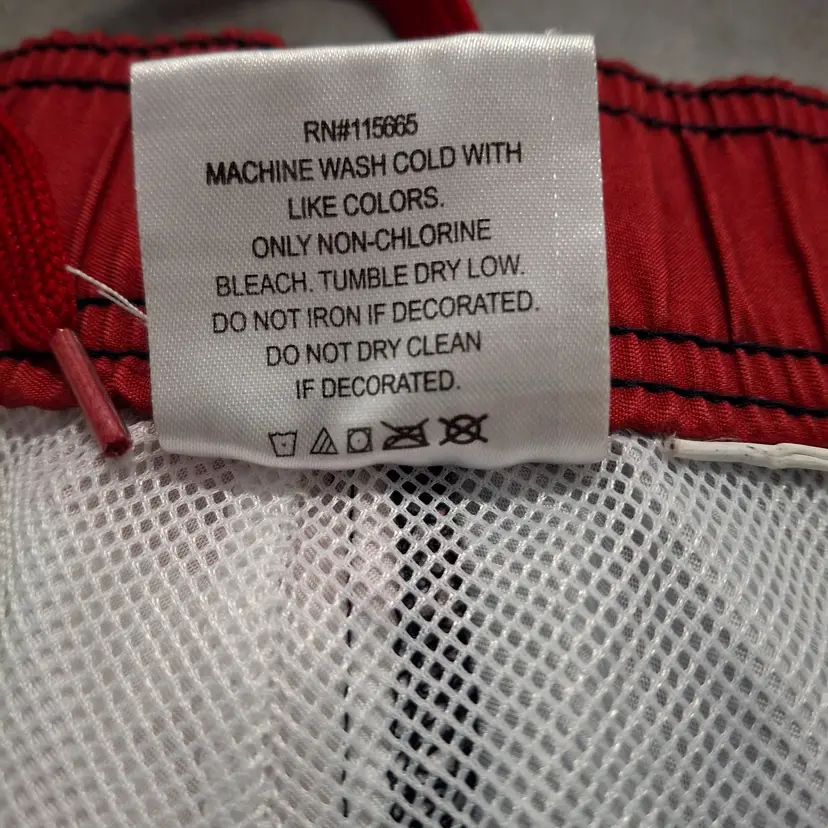 RN#115665
MACHINE WASH COLD WITH
LIKE COLORS.
ONLY NON-CHLORINE
BLEACH. TUMBLE DRY LOW.
DO NOT IRON IF DECORATED.
DO NOT DRY CLEAN
IF DECORATED.